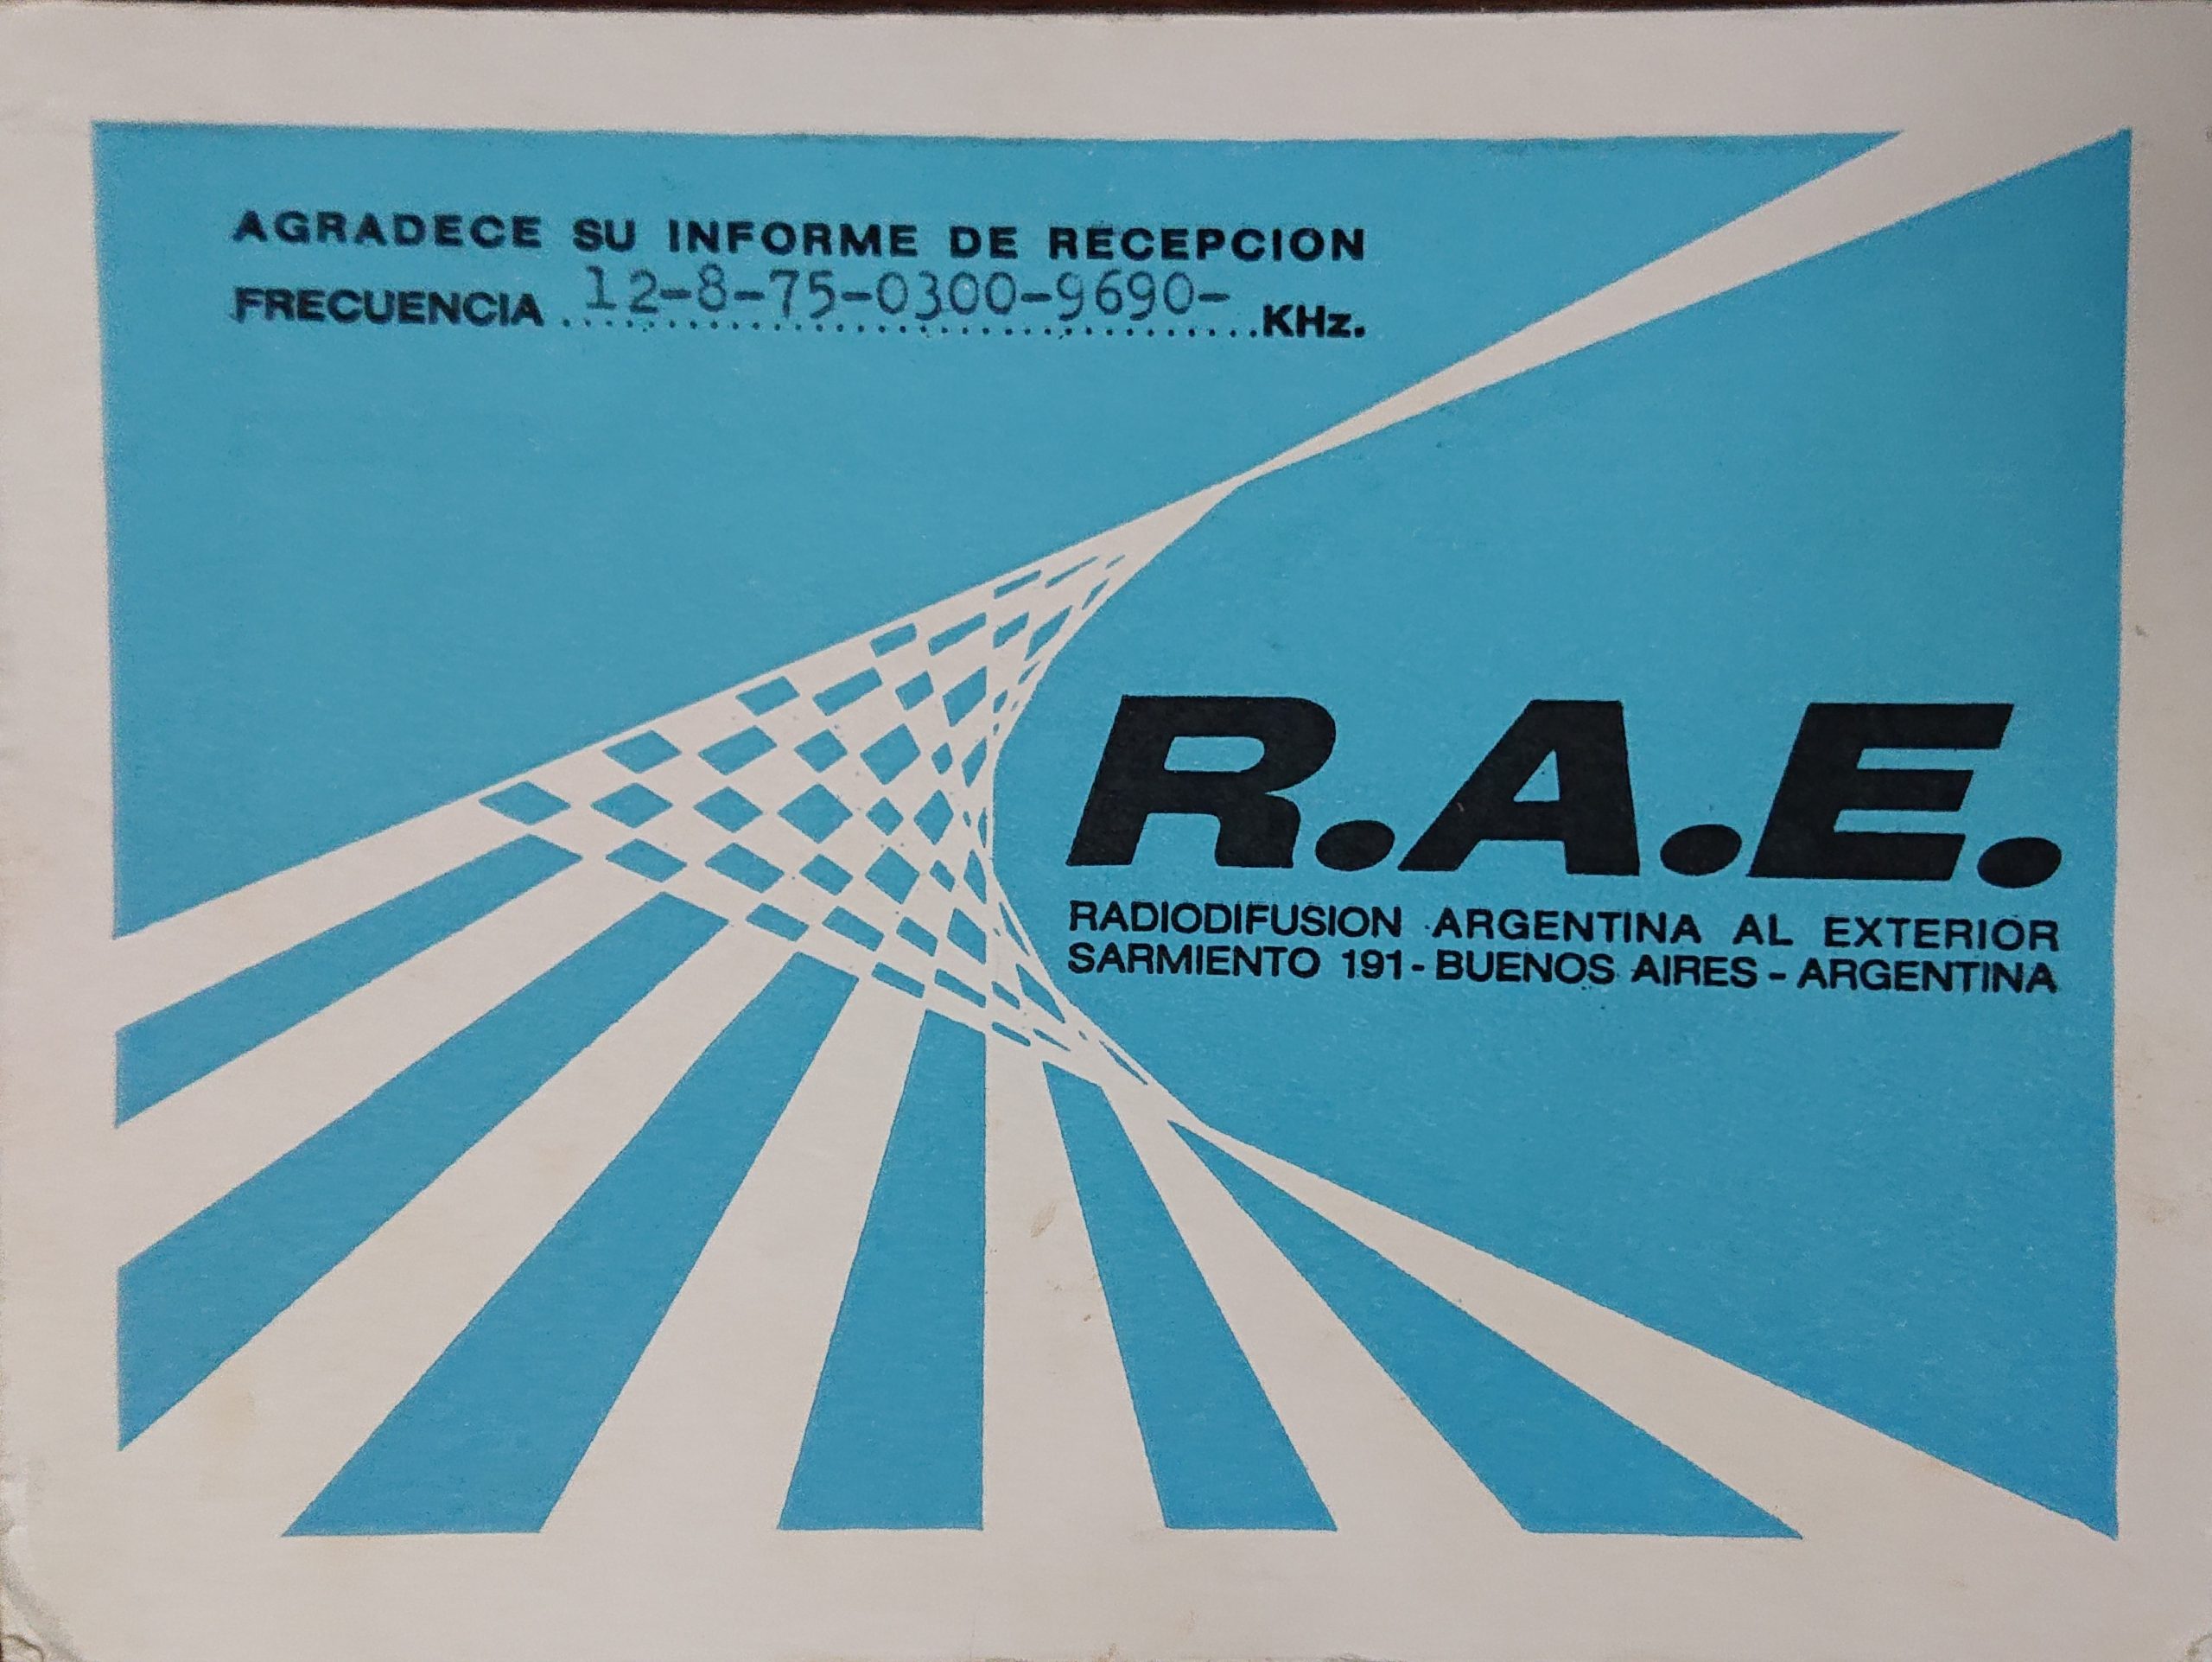 AGRADECE SU INFORME DE RECEPCION
FRECUENCIA 12-8-75-0300-9690- KHz.
R.A.E.
RADIODIFUSION ARGENTINA AL EXTERIOR
SARMIENTO 191 - BUENOS AIRES - ARGENTINA